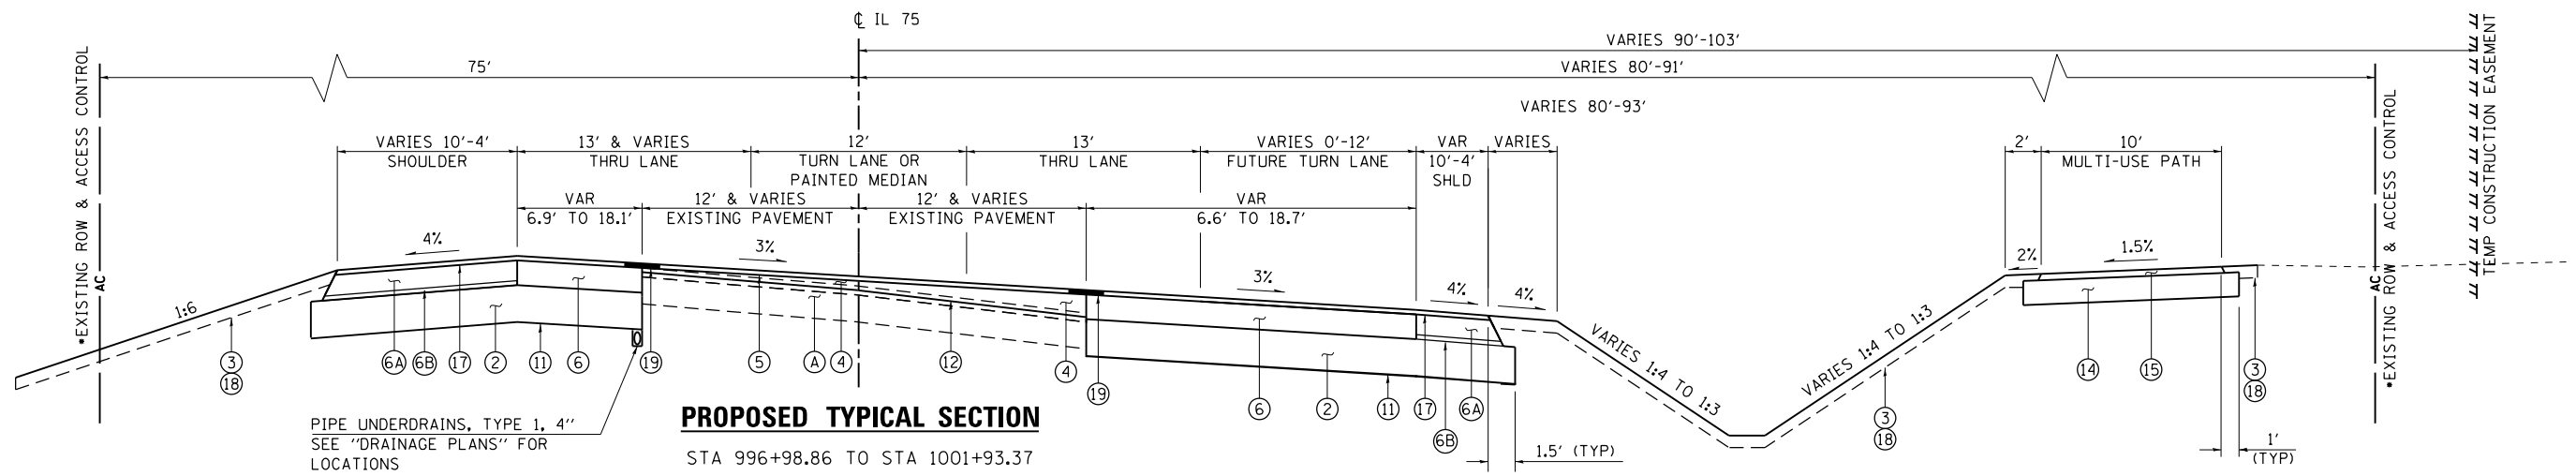 ℄ IL 75
VARIES 90'-103'
75'
VARIES 80'-91'
VARIES 80'-93'
*EXISTING ROW & ACCESS CONTROL
AC
VARIES 10'-4'
SHOULDER
13' & VARIES
THRU LANE
12'
TURN LANE OR
PAINTED MEDIAN
13'
THRU LANE
VARIES 0'-12'
FUTURE TURN LANE
VAR
10'-4'
SHLD
VARIES
2'
10'
MULTI-USE PATH
*EXISTING ROW & ACCESS CONTROL
AC
TEMP CONSTRUCTION EASEMENT
VAR
6.9' TO 18.1'
12' & VARIES
EXISTING PAVEMENT
12' & VARIES
EXISTING PAVEMENT
VAR
6.6' TO 18.7'
4%
3%
3%
4%
4%
2%
1.5%
1:6
VARIES 1:4 TO 1:3
VARIES 1:4 TO 1:3
3
18
6A
6B
17
2
11
6
19
5
A
4
12
4
19
6
2
11
17
6B
6A
3
18
14
15
3
18
PIPE UNDERDRAINS, TYPE 1, 4"
SEE "DRAINAGE PLANS" FOR
LOCATIONS
1.5' (TYP)
1'
(TYP)
PROPOSED TYPICAL SECTION
STA 996+98.86 TO STA 1001+93.37